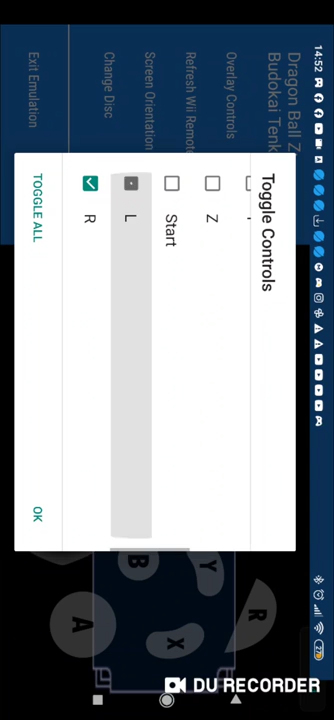 14:52
27
Dragon Ball Z
Budokai Tenk
Overlay Controls
Refresh Wii Remote
Screen Orientation
Change Disc
Exit Emulation
Toggle Controls
Z
Start
L
R
TOGGLE ALL
OK
B
Y
R
A
X
DU RECORDER